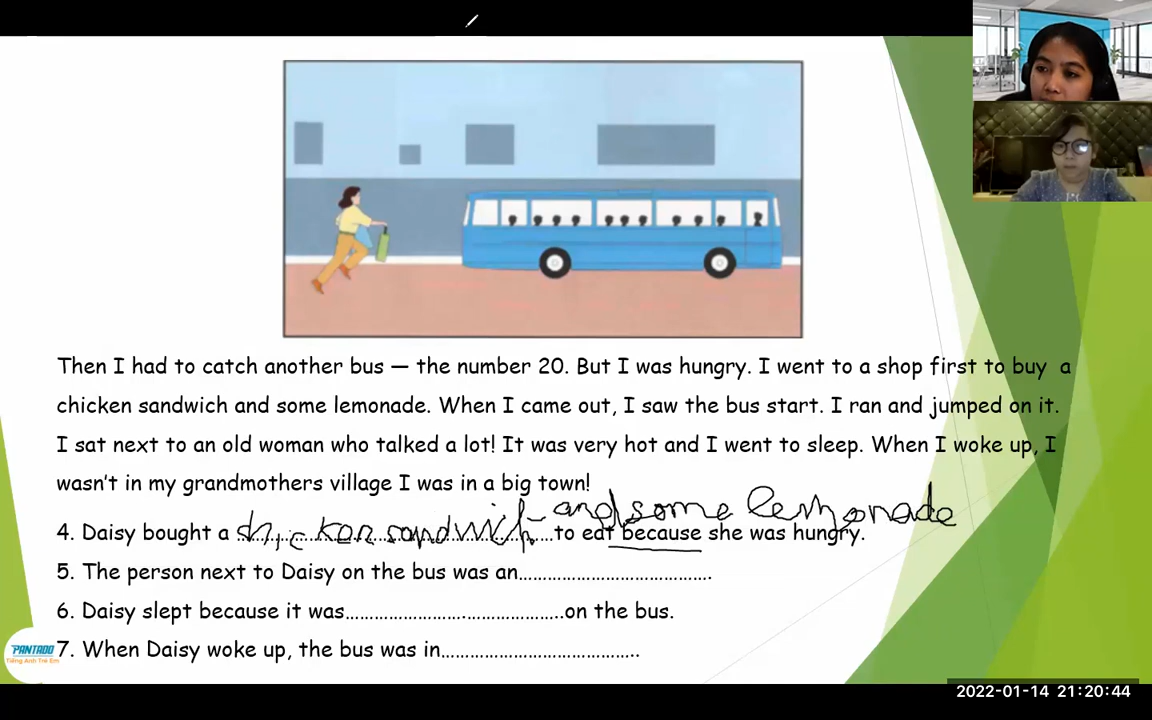 Then I had to catch another bus — the number 20. But I was hungry. I went to a shop first to buy a
chicken sandwich and some lemonade. When I came out, I saw the bus start. I ran and jumped on it.
I sat next to an old woman who talked a lot! It was very hot and I went to sleep. When I woke up, I
wasn't in my grandmothers village I was in a big town!
and some lemonade
4. Daisy bought a chicken sandwich to eat because she was hungry.
5. The person next to Daisy on the bus was an…………………………………….
6. Daisy slept because it was…………………………………..on the bus.
7. When Daisy woke up, the bus was in…………………………………..
PANTADO
Tiếng Anh Trẻ Em
2022-01-14 21:20:44